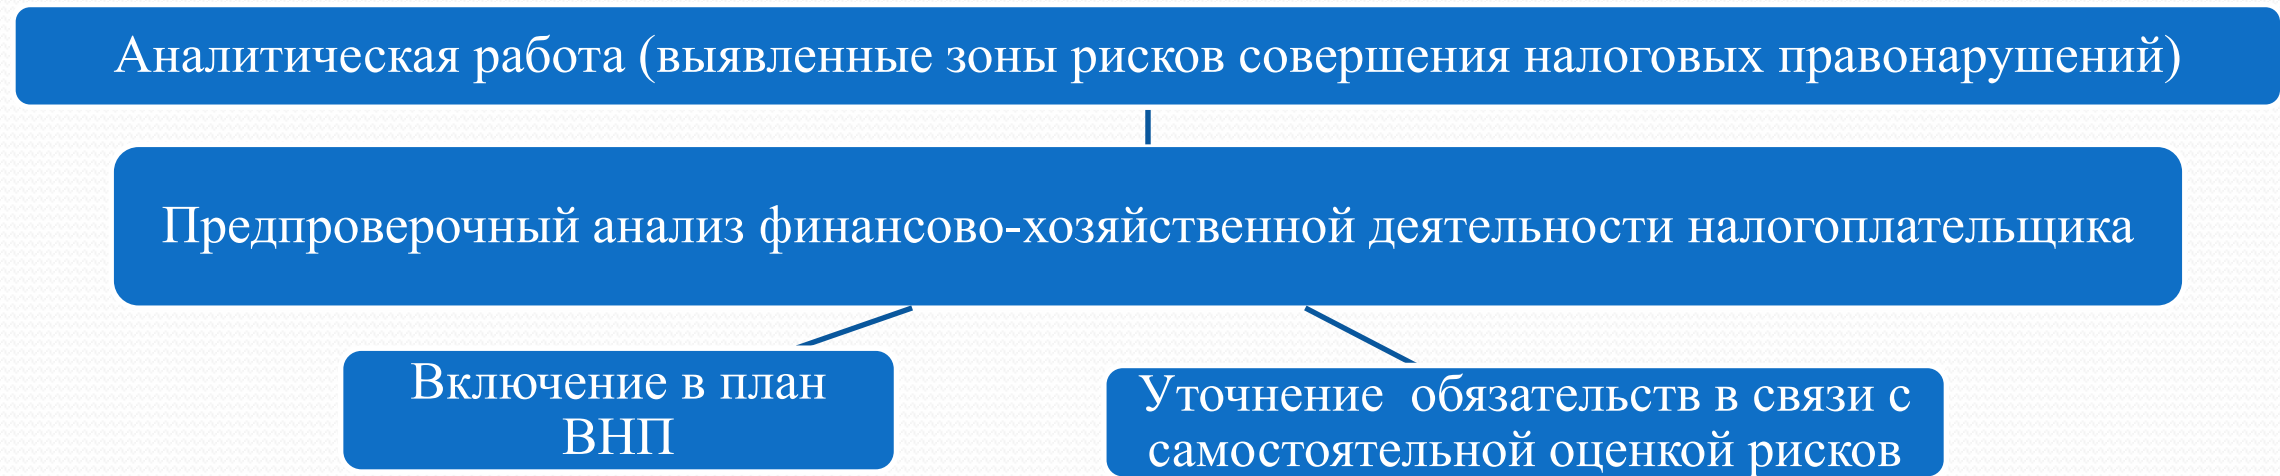 Аналитическая работа (выявленные зоны рисков совершения налоговых правонарушений)
Предпроверочный анализ финансово-хозяйственной деятельности налогоплательщика
Включение в план
ВНП
Уточнение  обязательств в связи с
самостоятельной оценкой рисков